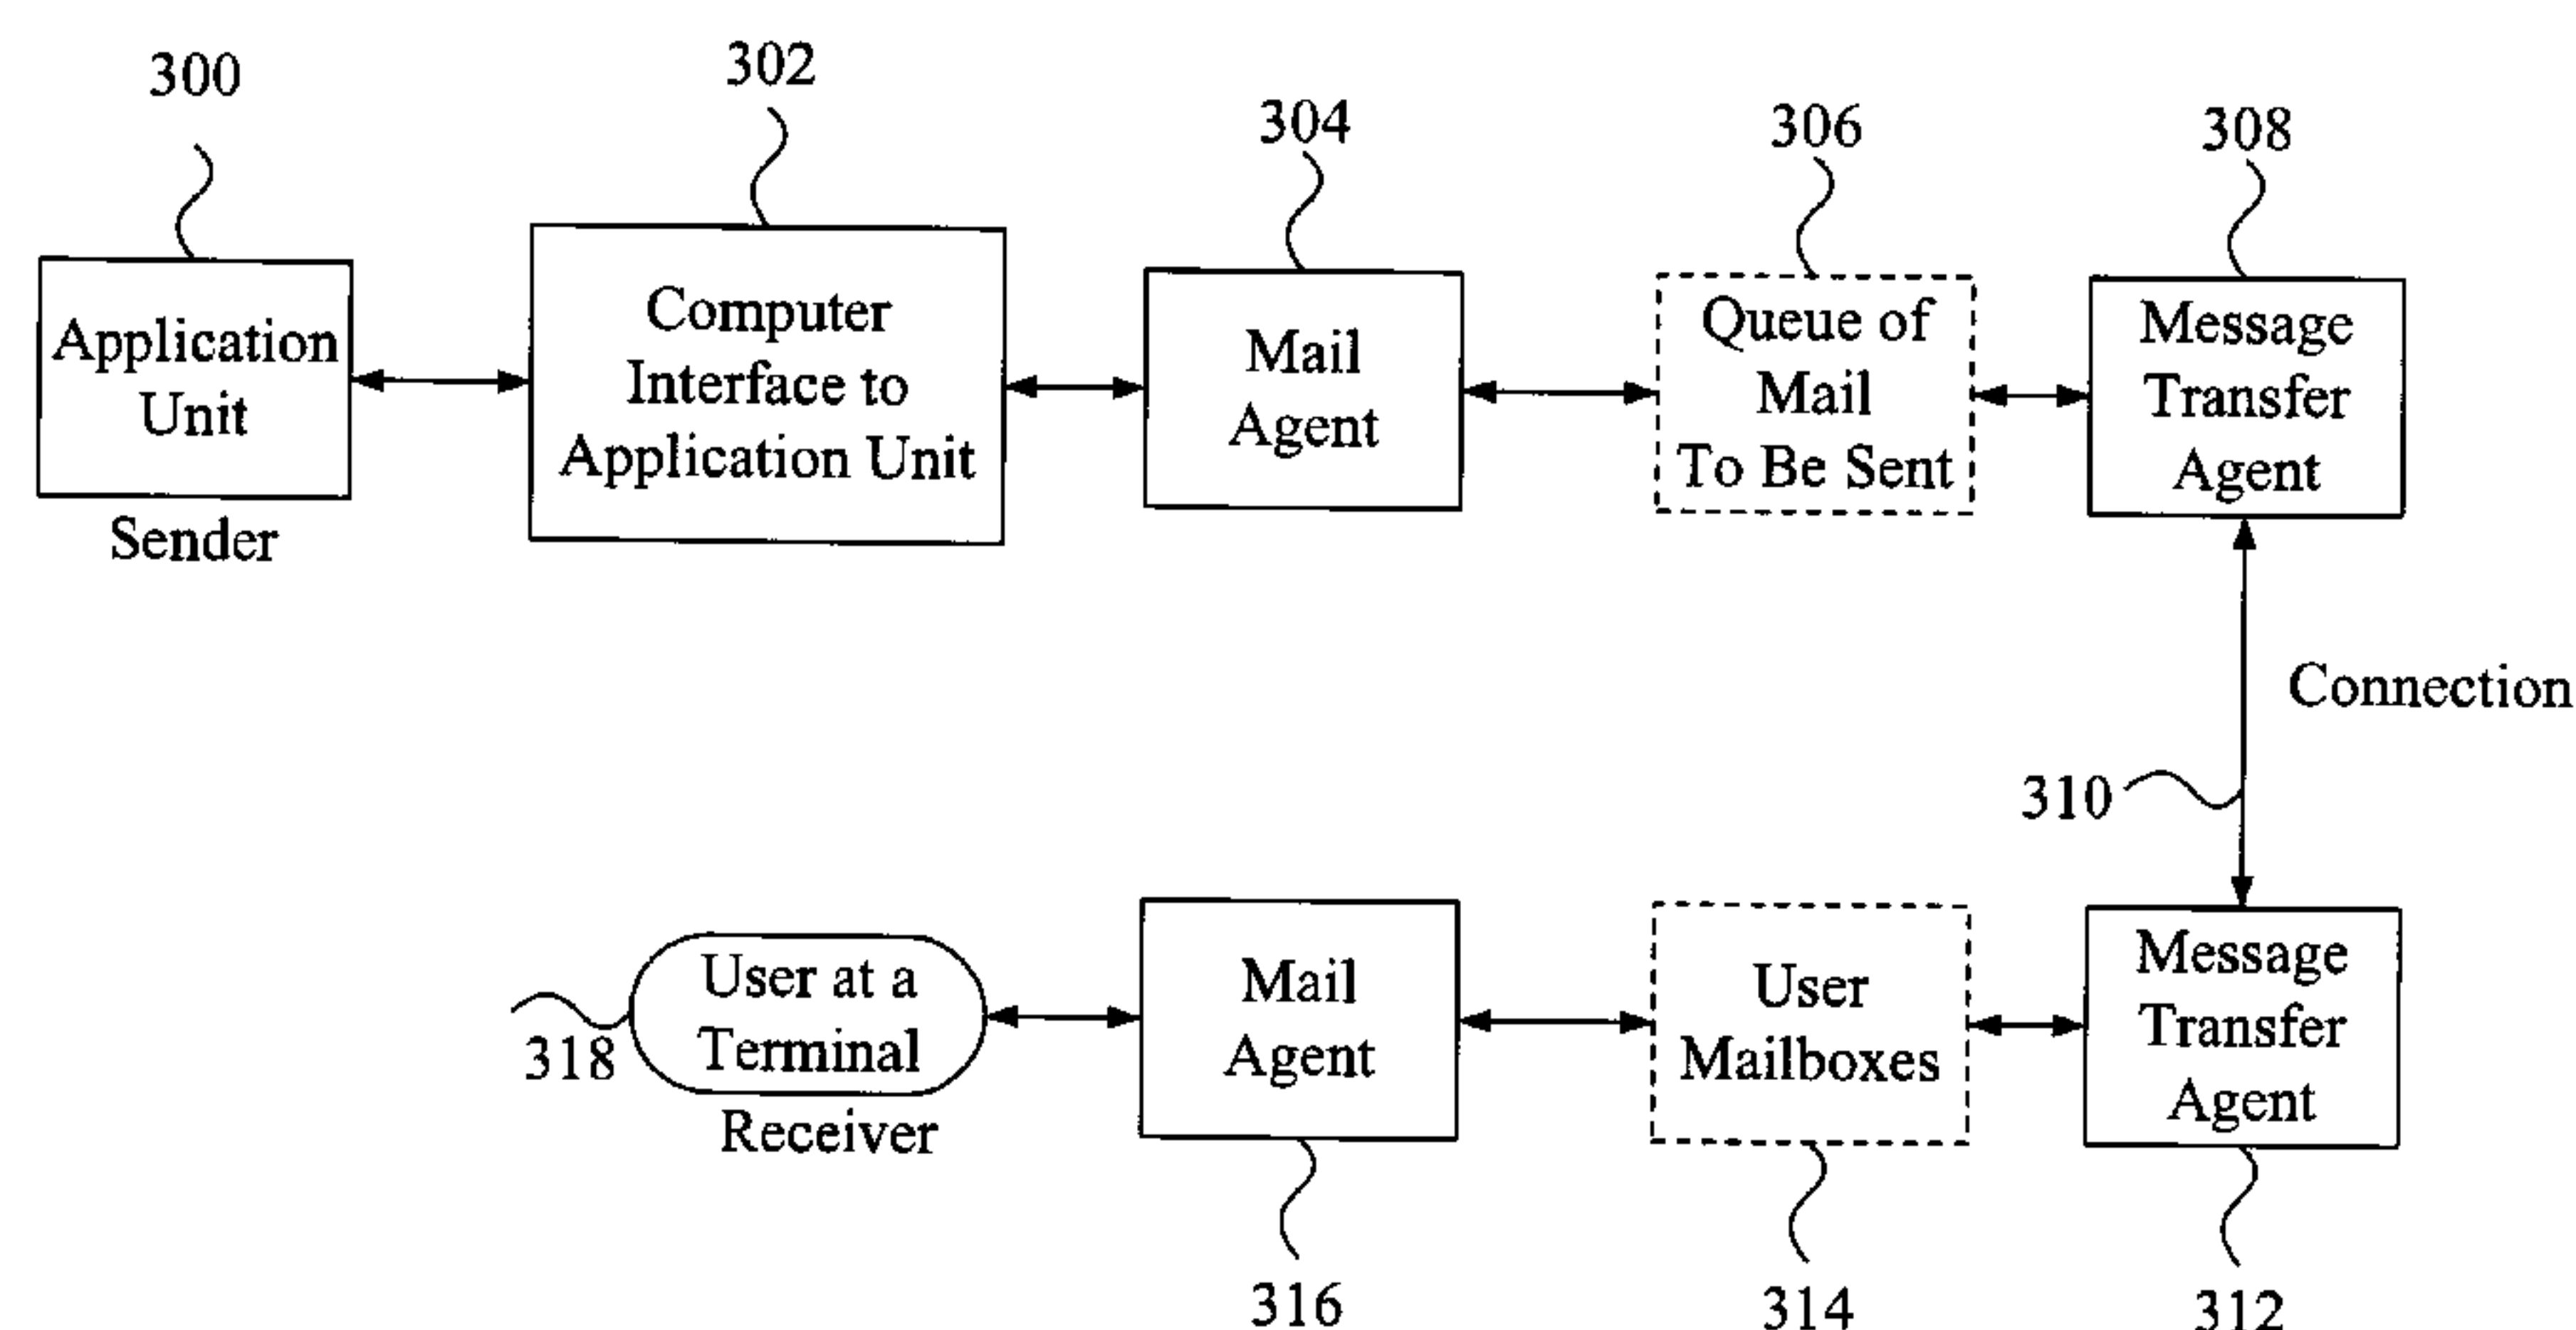 300
302
304
306
308
Application
Unit
Sender
Computer
Interface to
Application Unit
Mail
Agent
Queue of
Mail
To Be Sent
Message
Transfer
Agent
Connection
310
318
User at a
Terminal
Receiver
Mail
Agent
User
Mailboxes
Message
Transfer
Agent
316
314
312